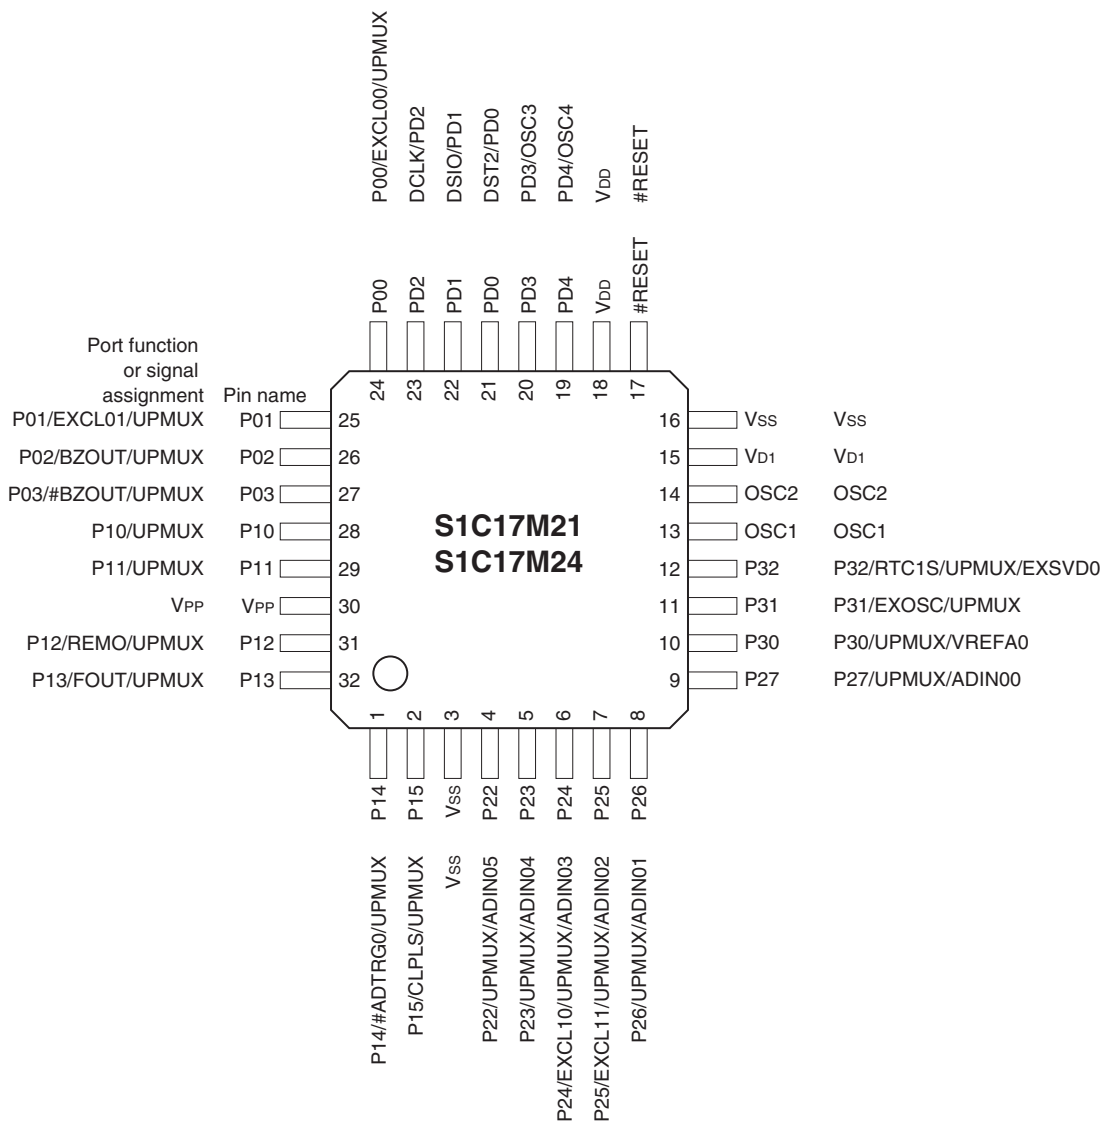 P00/EXCL00/UPMUX
DCLK/PD2
DSIO/PD1
DST2/PD0
PD3/OSC3
PD4/OSC4
VDD
#RESET
P00
PD2
PD1
PD0
PD3
PD4
VDD
#RESET
24
23
22
21
20
19
18
17
Port function
or signal
assignment
Pin name
P01/EXCL01/UPMUX P01 25
P02/BZOUT/UPMUX P02 26
P03/#BZOUT/UPMUX P03 27
P10/UPMUX P10 28
P11/UPMUX P11 29
VPP VPP 30
P12/REMO/UPMUX P12 31
P13/FOUT/UPMUX P13 32
S1C17M21
S1C17M24
16 VSS VSS
15 VD1 VD1
14 OSC2 OSC2
13 OSC1 OSC1
12 P32 P32/RTC1S/UPMUX/EXSVD0
11 P31 P31/EXOSC/UPMUX
10 P30 P30/UPMUX/VREFA0
9 P27 P27/UPMUX/ADIN00
1
2
3
4
5
6
7
8
P14
P15
VSS
P22
P23
P24
P25
P26
P14/#ADTRG0/UPMUX
P15/CLPLS/UPMUX
VSS
P22/UPMUX/ADIN05
P23/UPMUX/ADIN04
P24/EXCL10/UPMUX/ADIN03
P25/EXCL11/UPMUX/ADIN02
P26/UPMUX/ADIN01